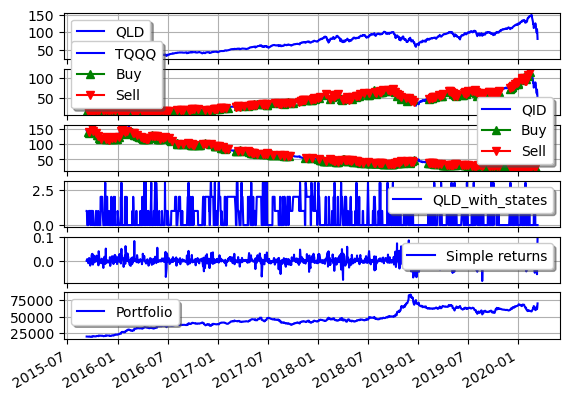 150
100
50
QLD
TQQQ
Buy
Sell
100
50
QID
Buy
Sell
150
100
50
2.5
0.0
QLD_with_states
0.1
0.0
Simple returns
75000
50000
25000
Portfolio
2015-07
2016-01
2016-07
2017-01
2017-07
2018-01
2018-07
2019-01
2019-07
2020-01